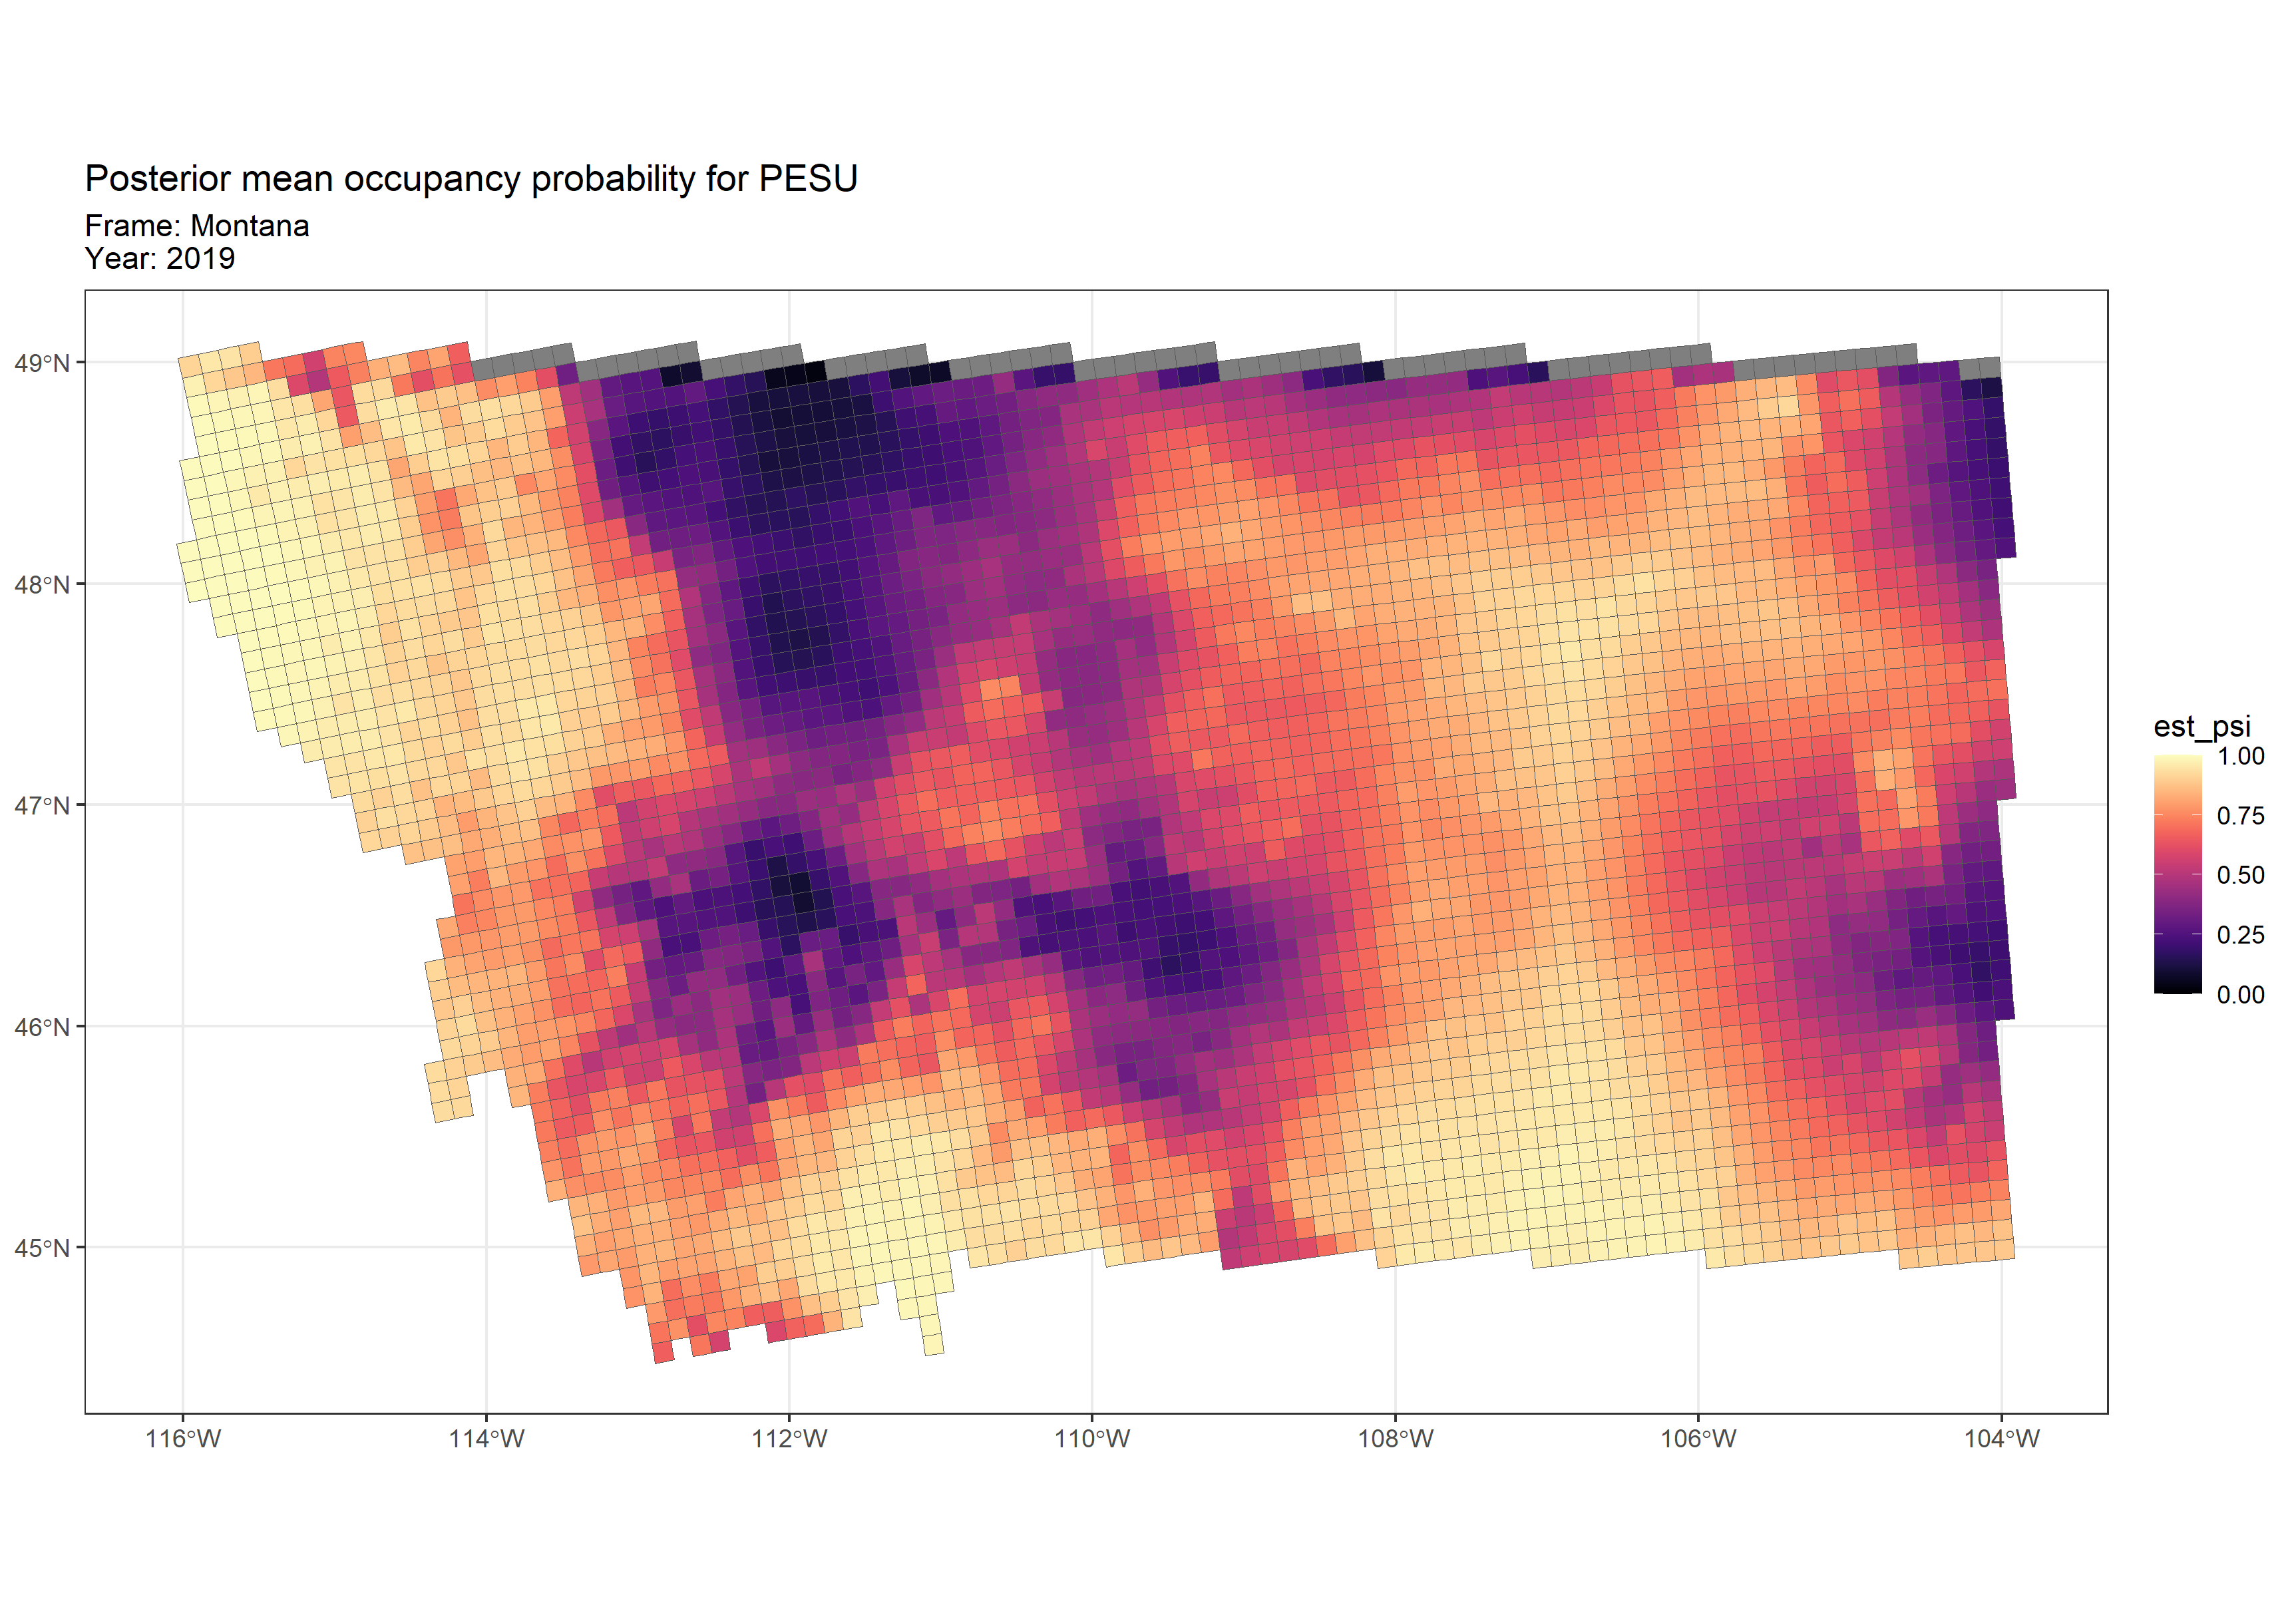 Posterior mean occupancy probability for PESU
Frame: Montana
Year: 2019
49°N
48°N
47°N
46°N
45°N
116°W
114°W
112°W
110°W
108°W
106°W
104°W
est_psi
1.00
0.75
0.50
0.25
0.00